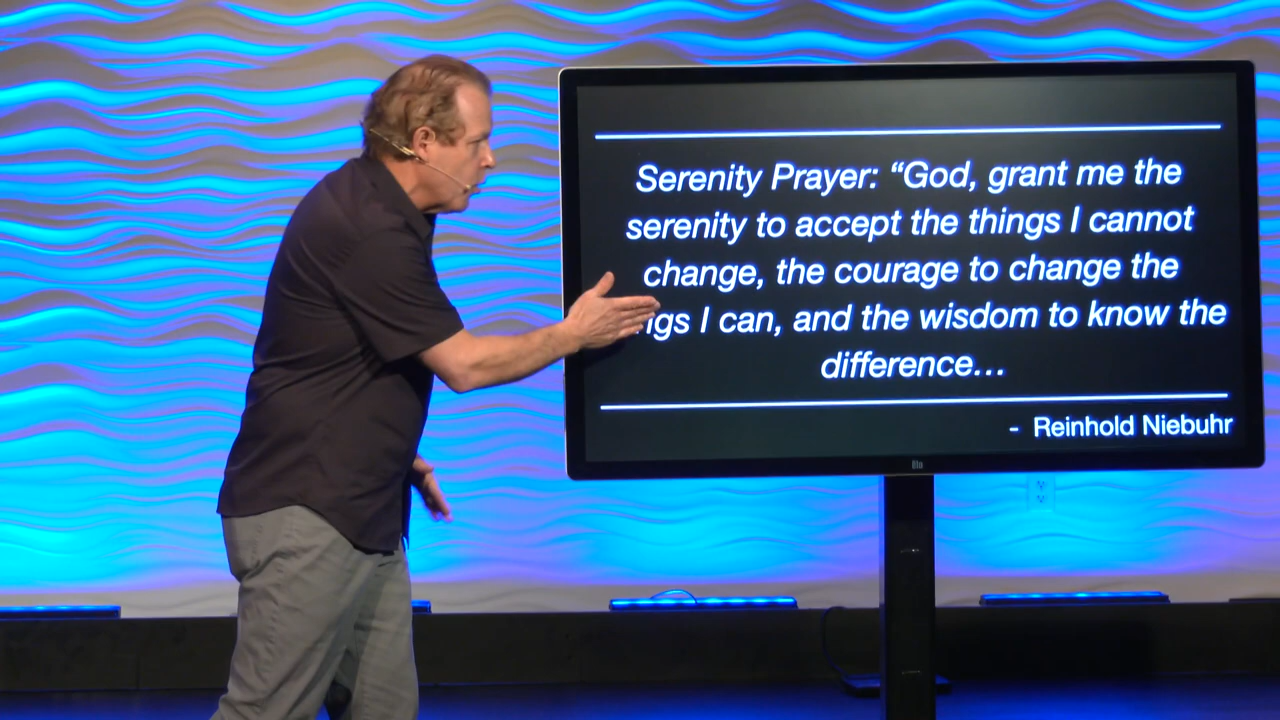 Serenity Prayer: “God, grant me the
serenity to accept the things I cannot
change, the courage to change the
I can, and the wisdom to know the
difference...
- Reinhold Niebuhr
elo